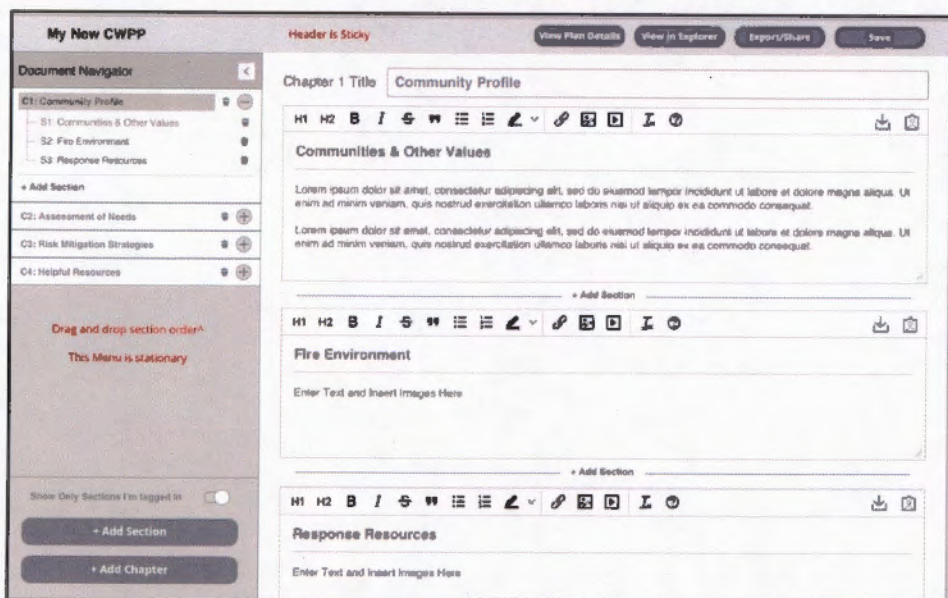 My New CWPP
Header is Sticky
View Plan Details
View in Explorer
Export/Share
Save
Document Navigator
C1: Community Profile
S1: Communities & Other Values
S2: Fire Environment
S3: Response Resources
+ Add Section
C2: Assessment of Needs
C3: Risk Mitigation Strategies
C4: Helpful Resources
Drag and drop section order^
This Menu is stationary
Show Only Sections I'm tagged in
+ Add Section
+ Add Chapter
Chapter 1 Title
Community Profile
H1 H2 B I S
Communities & Other Values
Lorem ipsum dolor sit amet, consectetur adipiscing elit, sed do eiusmod tempor incididunt ut labore et dolore magna aliqua. Ut
enim ad minim veniam, quis nostrud exercitation ullamco laboris nisi ut aliquip ex ea commodo consequat.
Lorem ipsum dolor sit amet, consectetur adipiscing elit, sed do eiusmod tempor incididunt ut labore et dolore magna aliqua. Ut
enim ad minim veniam, quis nostrud exercitation ullamco laboris nisi ut aliquip ex ea commodo consequat.
+ Add Section
H1 H2 B I S
Fire Environment
Enter Text and Insert Images Here
+ Add Section
H1 H2 B I S
Response Resources
Enter Text and Insert Images Here